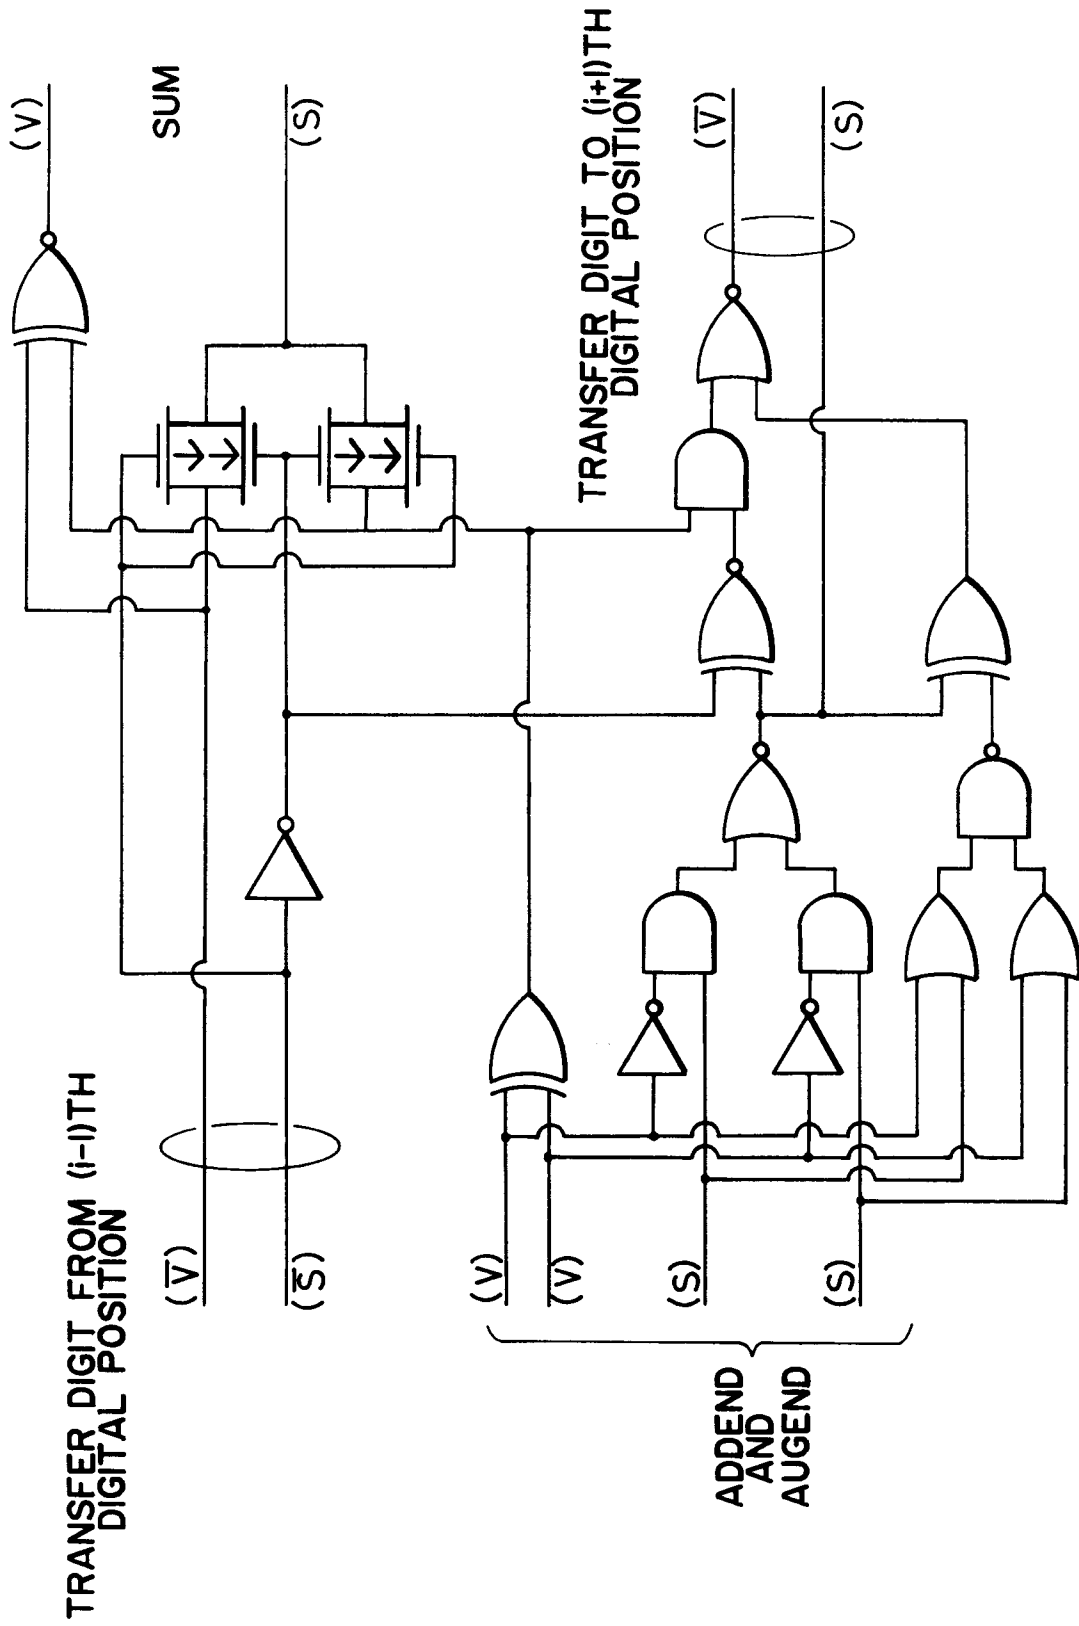 TRANSFER DIGIT FROM (i−1)TH
DIGITAL POSITION
(V̅)
(S̅)
(V)
(V)
(S)
(S)
ADDEND
AND
AUGEND
(V)
SUM
(S)
TRANSFER DIGIT TO (i+1)TH
DIGITAL POSITION
(V̅)
(S)